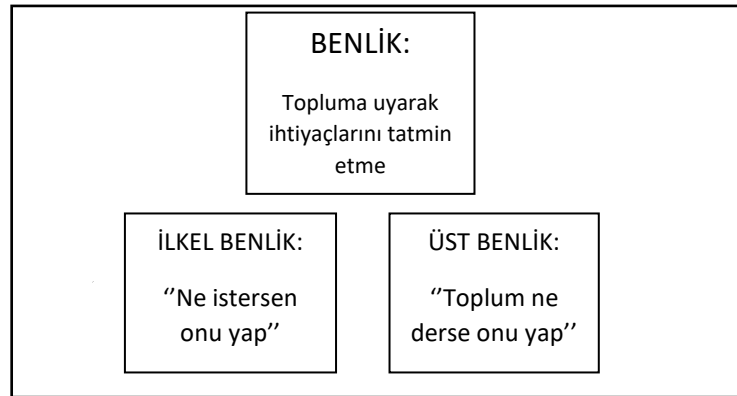 BENLİK:
Topluma uyarak
ihtiyaçlarını tatmin
etme
İLKEL BENLİK:
‘’Ne istersen
onu yap’’
ÜST BENLİK:
‘’Toplum ne
derse onu yap’’